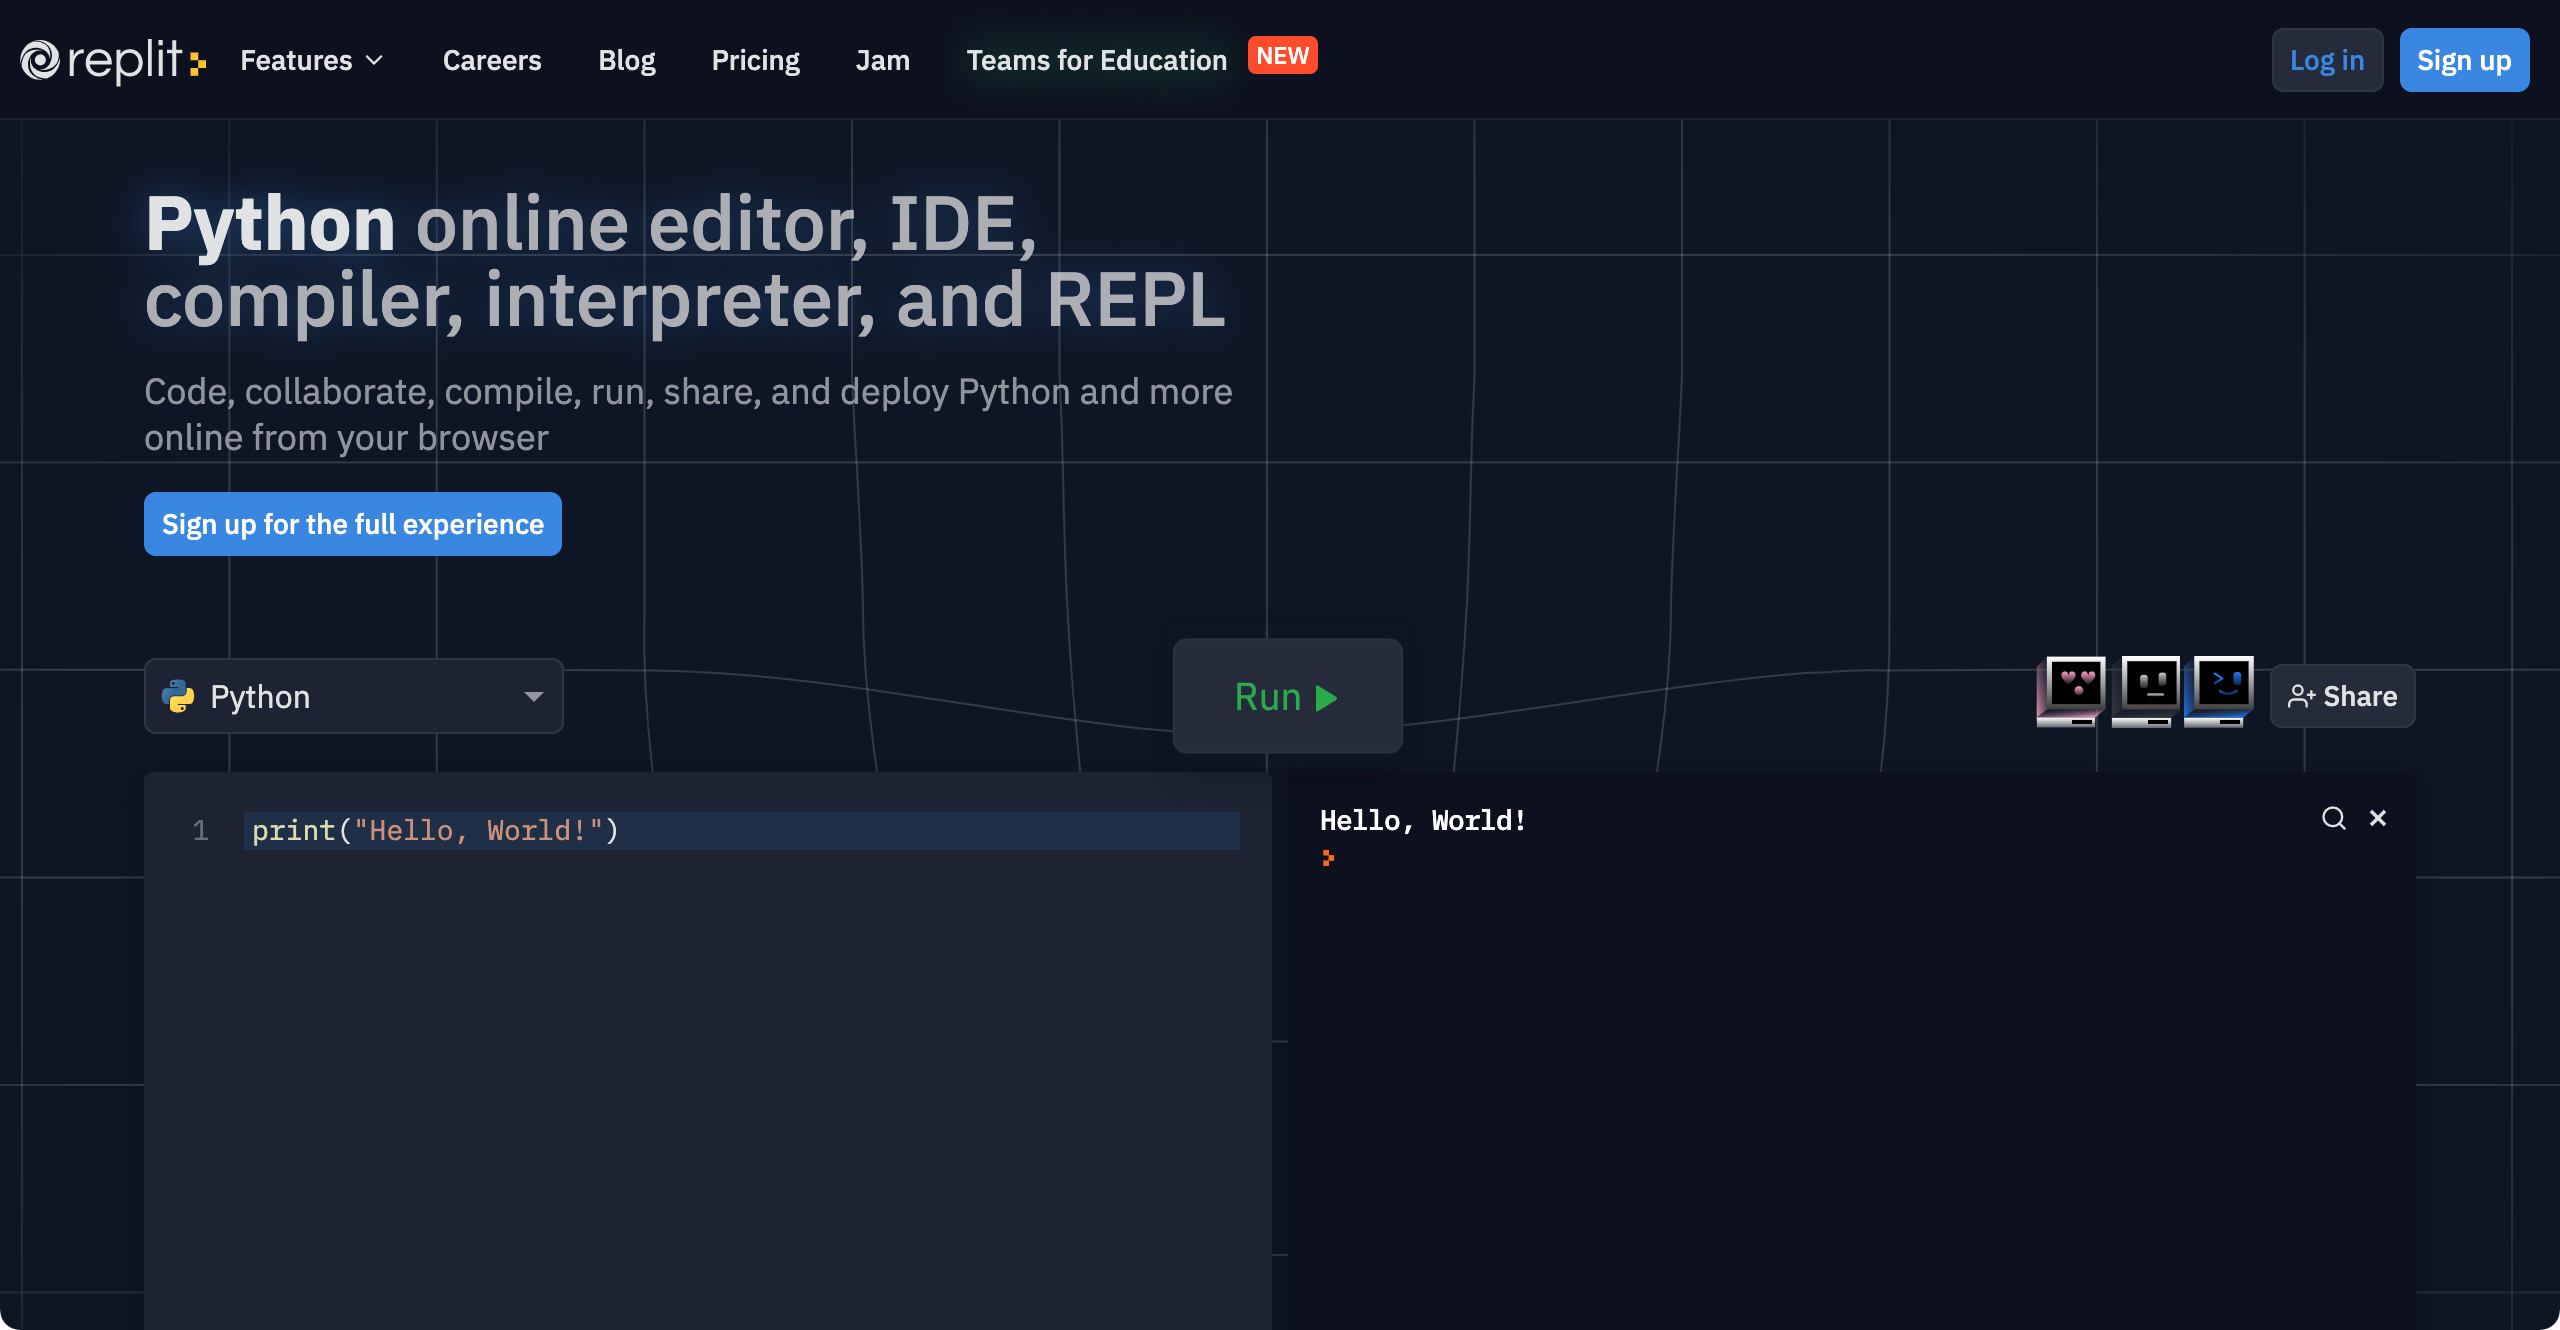 replit
Features
Careers
Blog
Pricing
Jam
Teams for Education
NEW
Log in
Sign up
Python online editor, IDE,
compiler, interpreter, and REPL
Code, collaborate, compile, run, share, and deploy Python and more
online from your browser
Sign up for the full experience
Python
Run
Share
1 print("Hello, World!")
Hello, World!